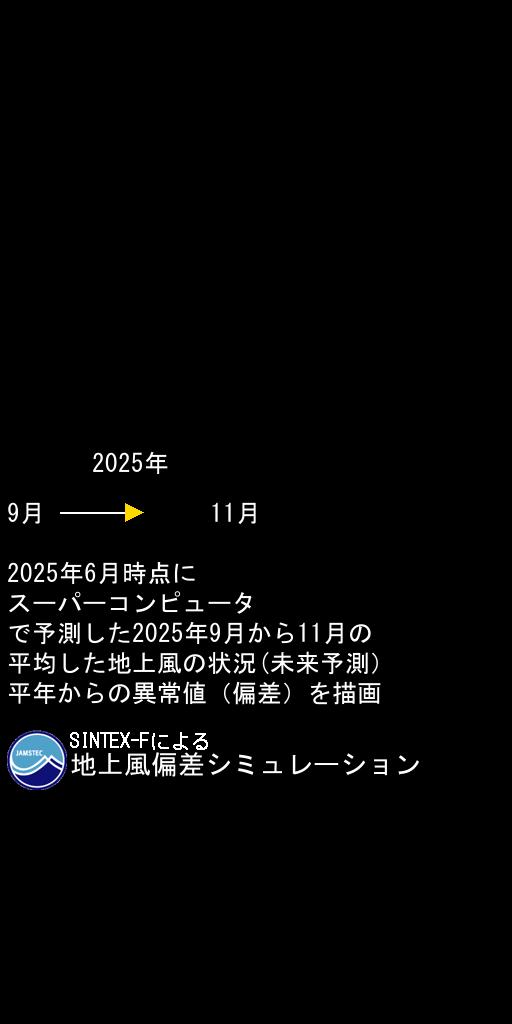 2025年
9月 11月
2025年6月時点に
スーパーコンピュータ
で予測した2025年9月から11月の
平均した地上風の状況(未来予測)
平年からの異常値（偏差）を描画
SINTEX-Fによる
JAMSTEC
地上風偏差シミュレーション